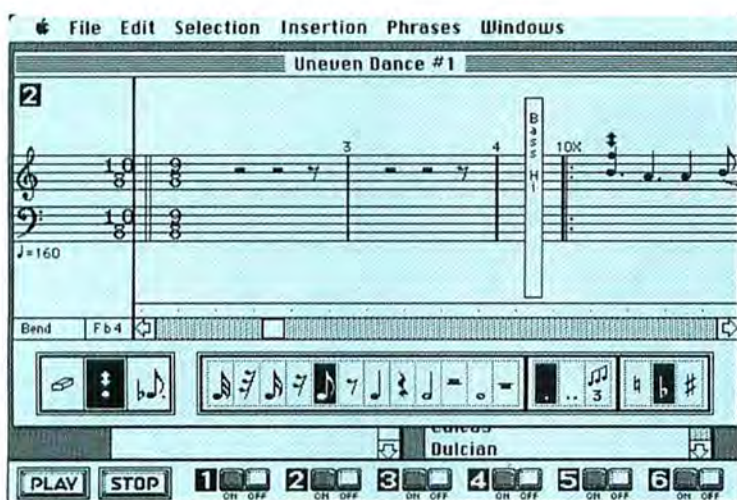 File Edit Selection Insertion Phrases Windows
Uneven Dance #1
2
3
4
10X
Bass H1
10
8
9
8
10
8
9
8
♩=160
Bend
Fb4
3
Dulcian
PLAY
STOP
1
2
3
4
5
6
ON OFF
ON OFF
ON OFF
ON OFF
ON OFF
ON OFF